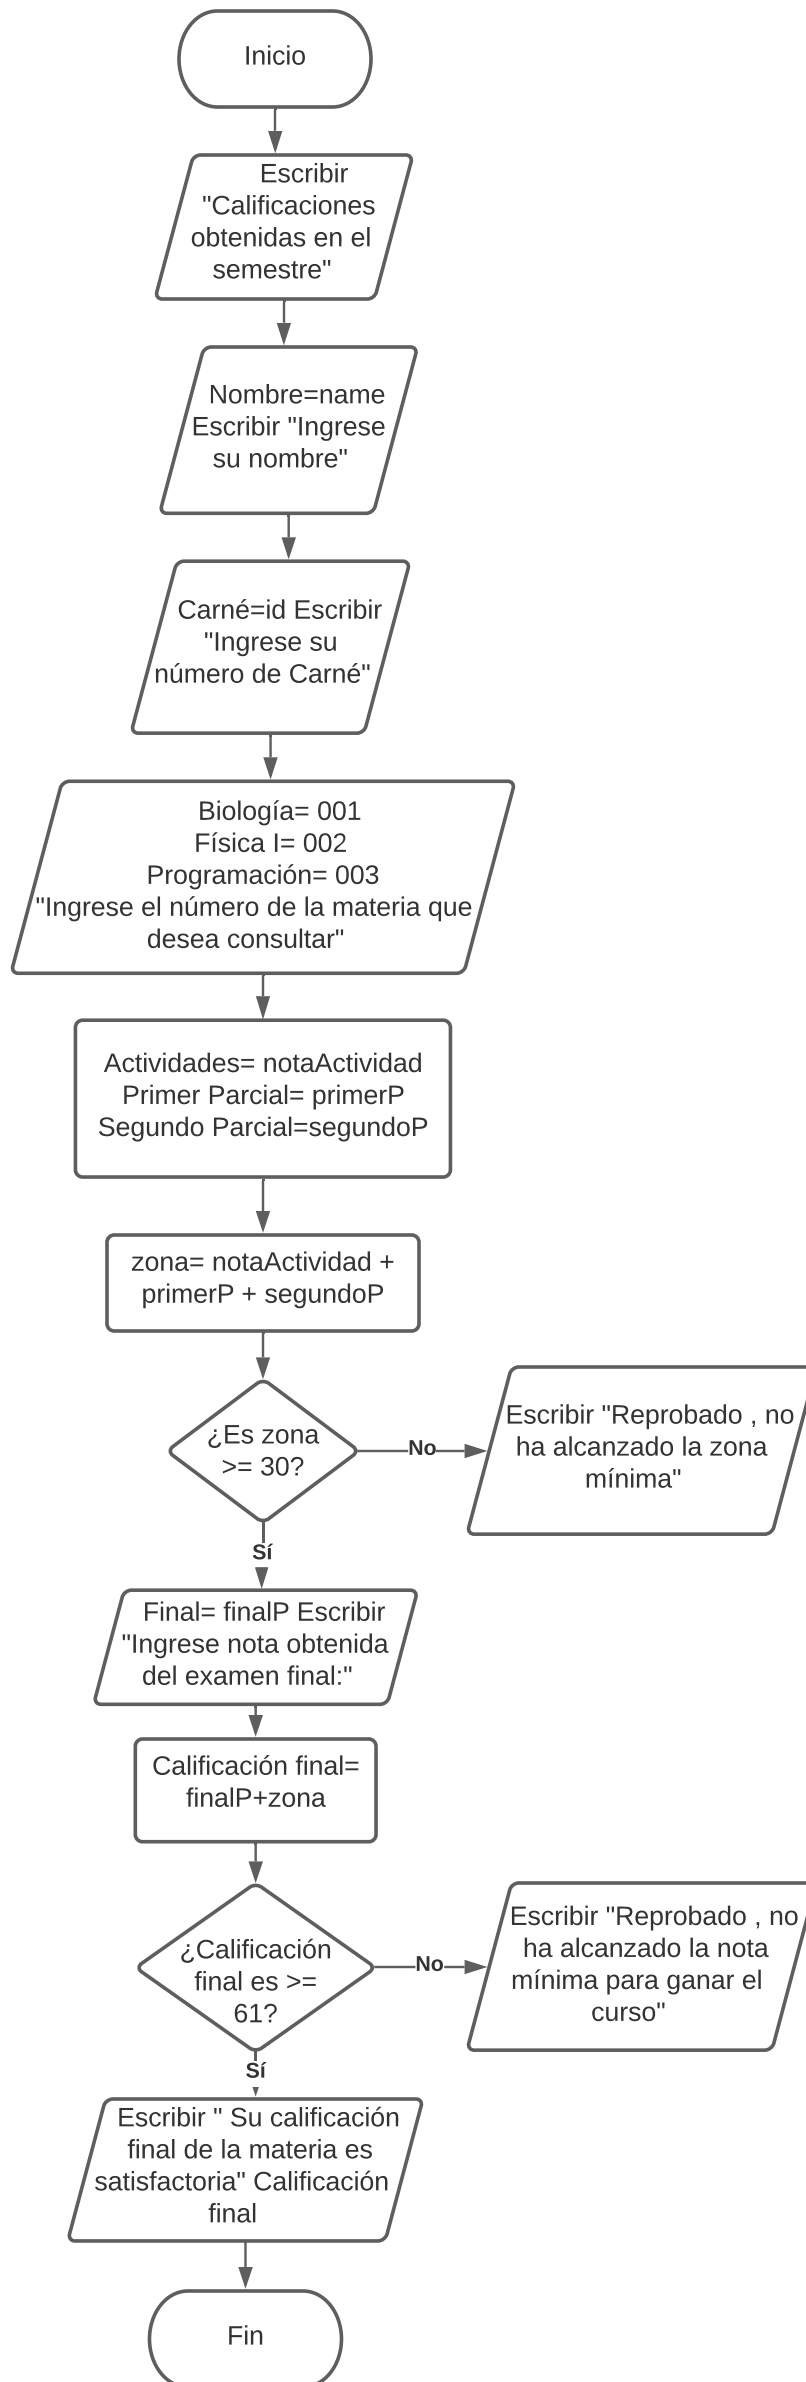 Inicio
Escribir
"Calificaciones
obtenidas en el
semestre"
Nombre=name
Escribir "Ingrese
su nombre"
Carné=id Escribir
"Ingrese su
número de Carné"
Biología= 001
Física I= 002
Programación= 003
"Ingrese el número de la materia que
desea consultar"
Actividades= notaActividad
Primer Parcial= primerP
Segundo Parcial=segundoP
zona= notaActividad +
primerP + segundoP
¿Es zona
>= 30?
No
Escribir "Reprobado , no
ha alcanzado la zona
mínima"
Sí
Final= finalP Escribir
"Ingrese nota obtenida
del examen final:"
Calificación final=
finalP+zona
¿Calificación
final es >=
61?
No
Escribir "Reprobado , no
ha alcanzado la nota
mínima para ganar el
curso"
Sí
Escribir " Su calificación
final de la materia es
satisfactoria" Calificación
final
Fin